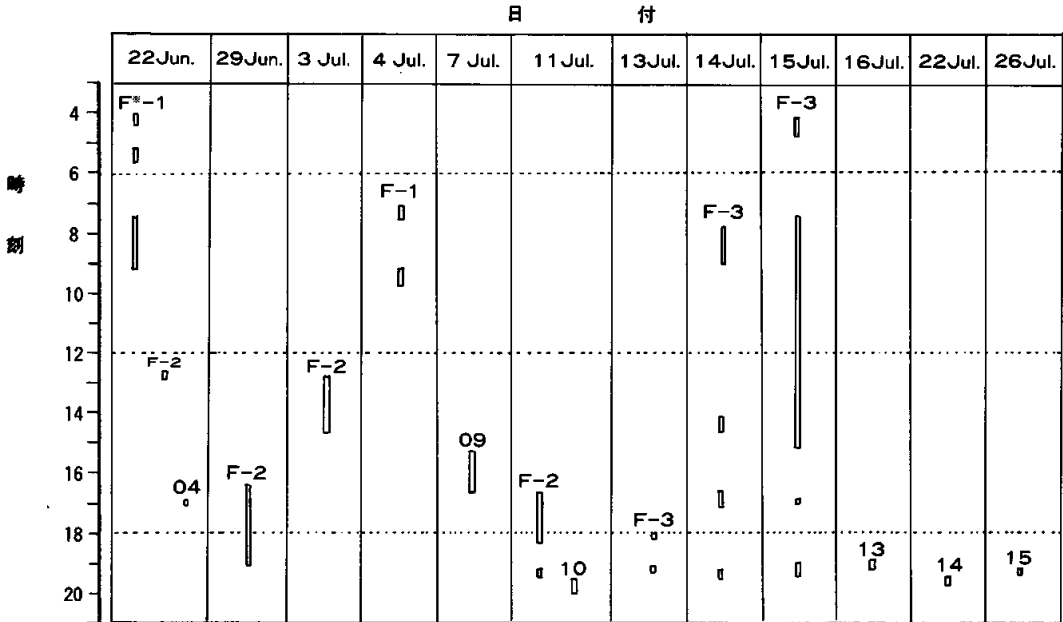 日 付
22Jun. 29Jun. 3 Jul. 4 Jul. 7 Jul. 11Jul. 13Jul. 14Jul. 15Jul. 16Jul. 22Jul. 26Jul.
時刻
F*-1 F-3
4
6
F-1
F-3
8
10
12
F-2 F-2
14
09
16
F-2 F-2
04
F-3
18
13
10 14 15
20